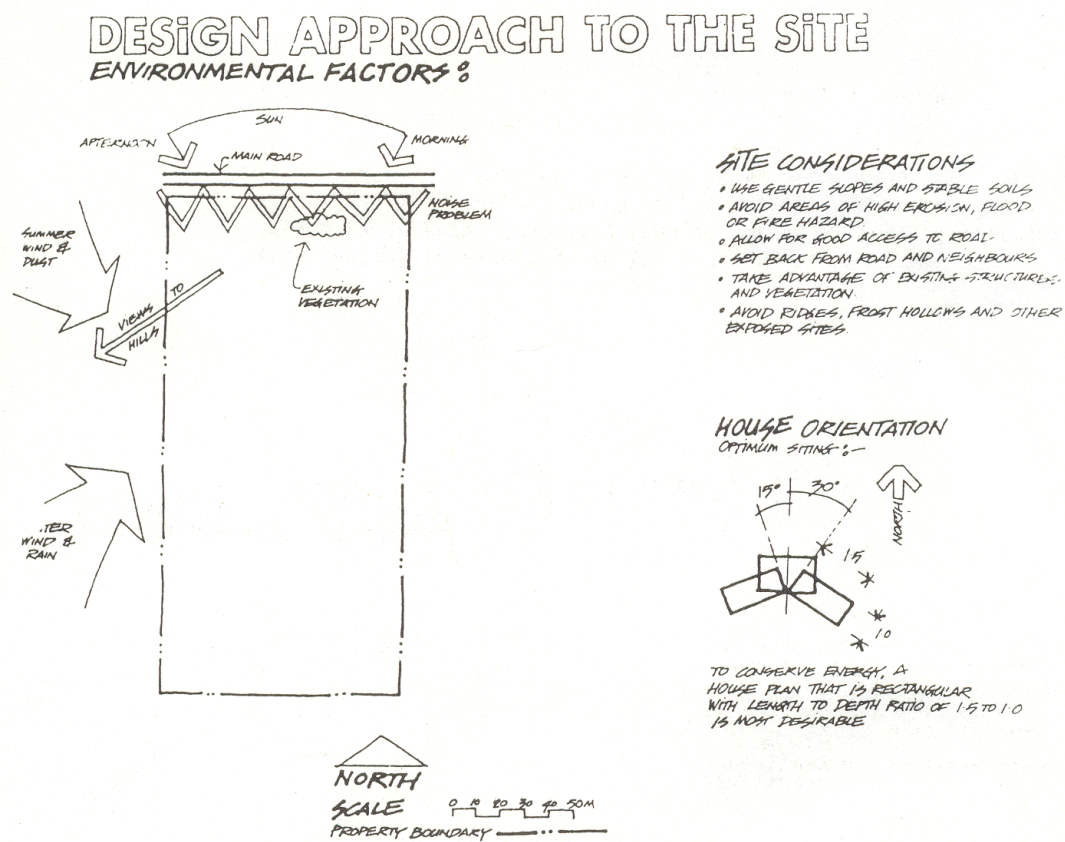 DESiGN APPROACH TO THE SiTE
ENVIRONMENTAL FACTORS:
SUN
AFTERNOON
MORNING
MAIN ROAD
NOISE
PROBLEM
SUMMER
WIND &
DUST
EXISTING
VEGETATION
VIEWS TO
HILLS
WIND &
RAIN
NORTH
SCALE
0 10 20 30 40 50M
PROPERTY BOUNDARY
SiTE CONSIDERATIONS
• USE GENTLE SLOPES AND STABLE SOILS
• AVOID AREAS OF HIGH EROSION, FLOOD
OR FIRE HAZARD.
• ALLOW FOR GOOD ACCESS TO ROAD.
• SET BACK FROM ROAD AND NEIGHBOURS
• TAKE ADVANTAGE OF EXISTING STRUCTURES,
AND VEGETATION.
• AVOID RIDGES, FROST HOLLOWS AND OTHER
EXPOSED SITES.
HOUSE ORIENTATION
OPTIMUM SITING:-
15° 30°
NORTH
1.5
1.0
TO CONSERVE ENERGY, A
HOUSE PLAN THAT IS RECTANGULAR
WITH LENGTH TO DEPTH RATIO OF 1.5 TO 1.0
IS MOST DESIRABLE